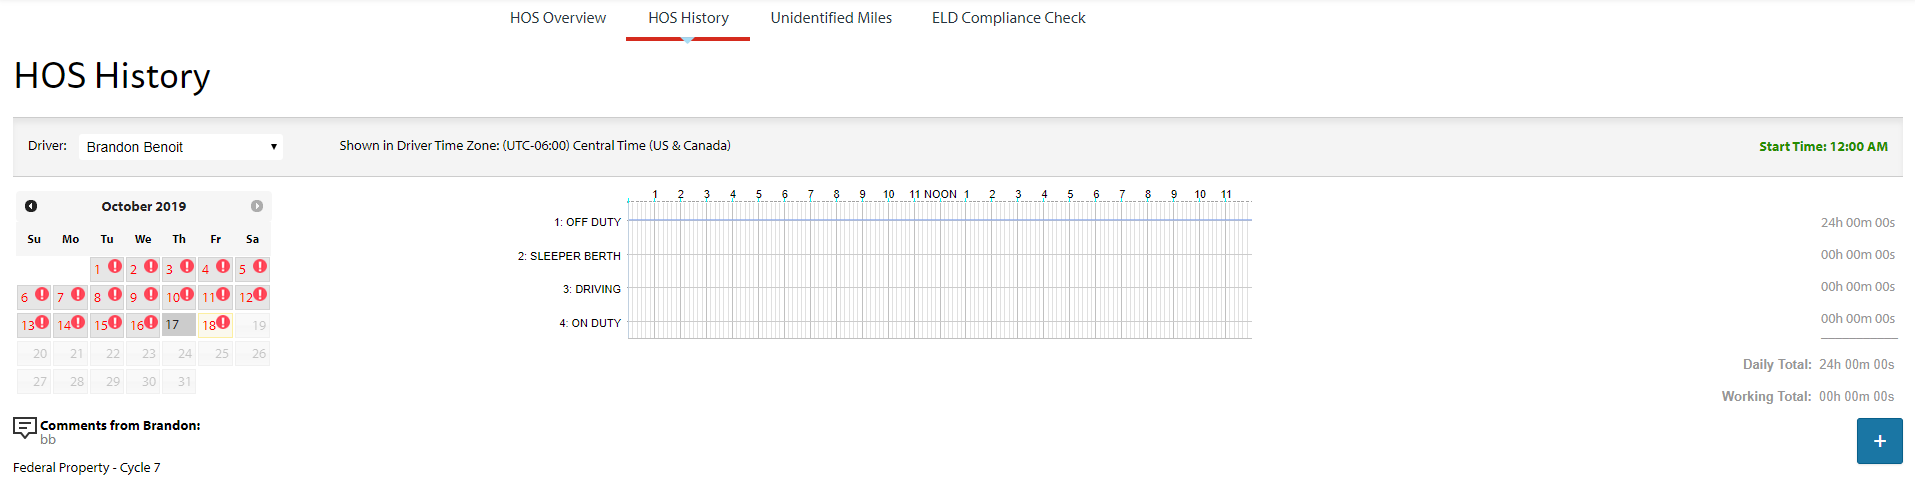 HOS Overview HOS History Unidentified Miles ELD Compliance Check
HOS History
Driver: Brandon Benoit Shown in Driver Time Zone: (UTC-06:00) Central Time (US & Canada) Start Time: 12:00 AM
October 2019
Su Mo Tu We Th Fr Sa
1 2 3 4 5
6 7 8 9 10 11 12
13 14 15 16 17 18 19
20 21 22 23 24 25 26
27 28 29 30 31
1 2 3 4 5 6 7 8 9 10 11 NOON 1 2 3 4 5 6 7 8 9 10 11
1: OFF DUTY 24h 00m 00s
2: SLEEPER BERTH 00h 00m 00s
3: DRIVING 00h 00m 00s
4: ON DUTY 00h 00m 00s
Daily Total: 24h 00m 00s
Working Total: 00h 00m 00s
Comments from Brandon:
bb
+
Federal Property - Cycle 7